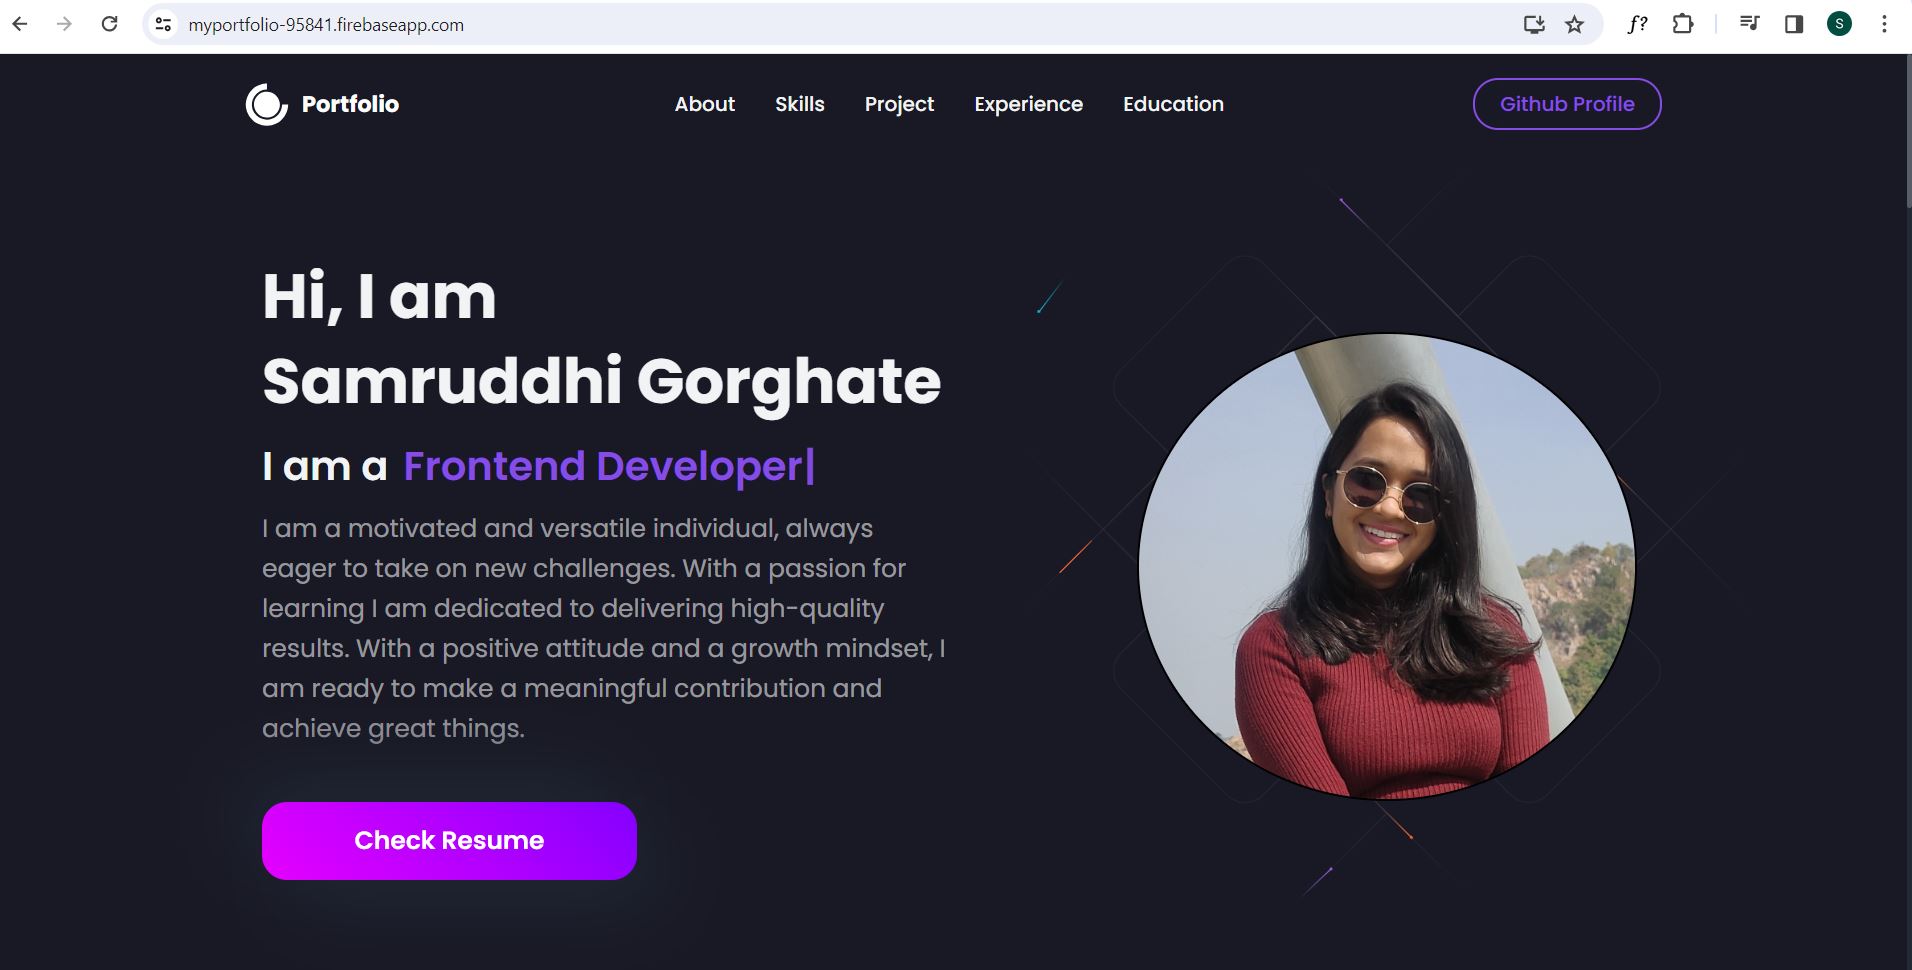 myportfolio-95841.firebaseapp.com
f?
S
Portfolio
About
Skills
Project
Experience
Education
Github Profile
Hi, I am
Samruddhi Gorghate
I am a Frontend Developer|
I am a motivated and versatile individual, always
eager to take on new challenges. With a passion for
learning I am dedicated to delivering high-quality
results. With a positive attitude and a growth mindset, I
am ready to make a meaningful contribution and
achieve great things.
Check Resume